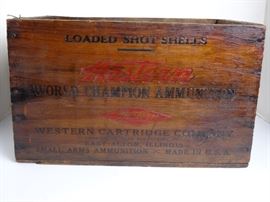 LOADED SHOT SHELLS
Western
WORLD CHAMPION AMMUNITION
WESTERN CARTRIDGE COMPANY
EAST ALTON, ILLINOIS
SMALL ARMS AMMUNITION MADE IN U.S.A.